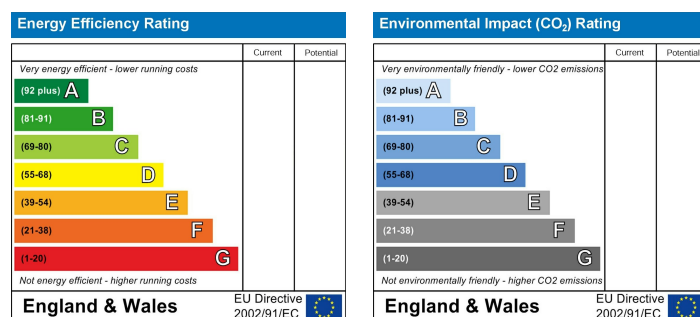 Energy Efficiency Rating
Current Potential
Very energy efficient - lower running costs
(92 plus) A
(81-91) B
(69-80) C
(55-68) D
(39-54) E
(21-38) F
(1-20) G
Not energy efficient - higher running costs
England & Wales
EU Directive
2002/91/EC
Environmental Impact (CO₂) Rating
Current Potential
Very environmentally friendly - lower CO2 emissions
(92 plus) A
(81-91) B
(69-80) C
(55-68) D
(39-54) E
(21-38) F
(1-20) G
Not environmentally friendly - higher CO2 emissions
England & Wales
EU Directive
2002/91/EC